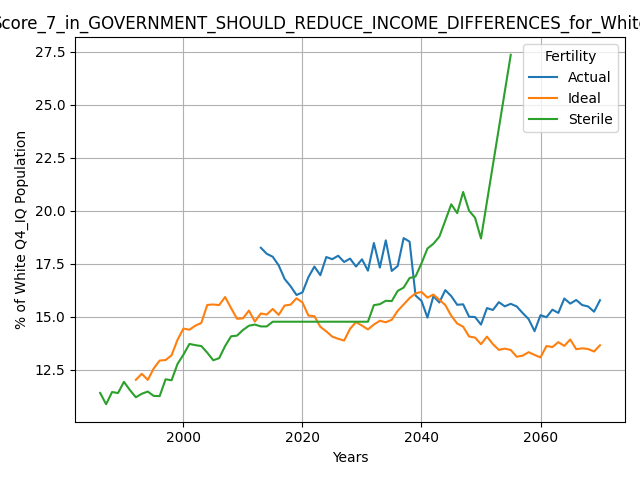 Score_7_in_GOVERNMENT_SHOULD_REDUCE_INCOME_DIFFERENCES_for_White
27.5
25.0
22.5
20.0
17.5
15.0
12.5
% of White Q4_IQ Population
Fertility
Actual
Ideal
Sterile
2000
2020
2040
2060
Years